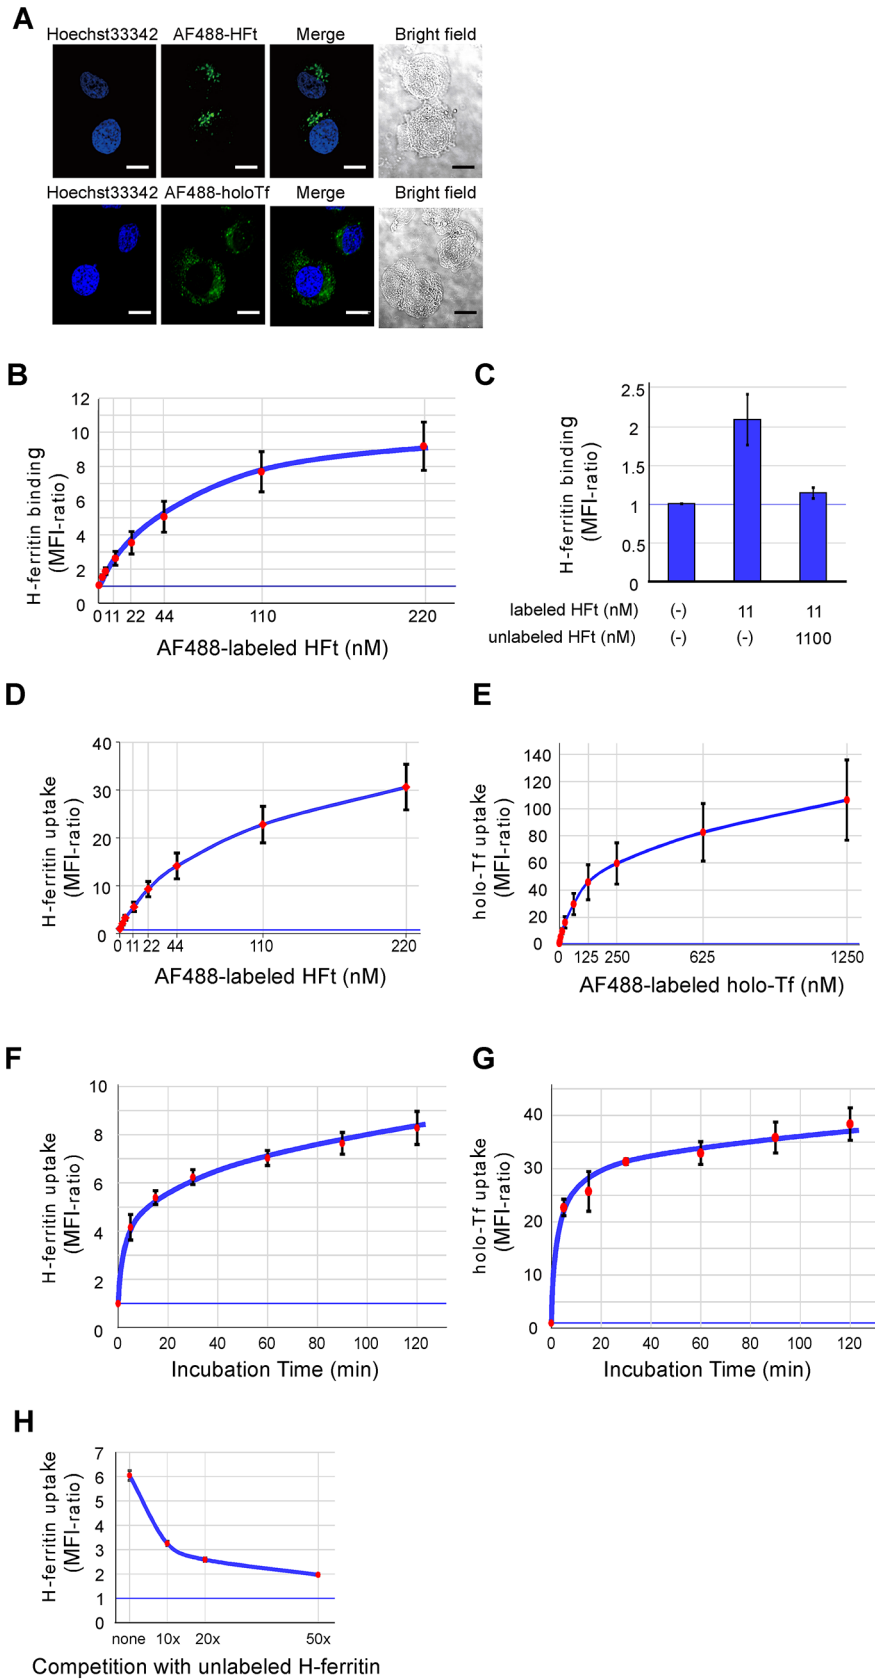 A
Hoechst33342 AF488-HFt Merge Bright field
Hoechst33342 AF488-holoTf Merge Bright field
B
H-ferritin binding
(MFI-ratio)
12
10
8
6
4
2
0
0 11 22 44 110 220
AF488-labeled HFt (nM)
C
H-ferritin binding
(MFI-ratio)
2.5
2
1.5
1
0.5
0
labeled HFt (nM) (-) 11 11
unlabeled HFt (nM) (-) (-) 1100
D
H-ferritin uptake
(MFI-ratio)
40
30
20
10
0
0 11 22 44 110 220
AF488-labeled HFt (nM)
E
holo-Tf uptake
(MFI-ratio)
140
120
100
80
60
40
20
0
0 125 250 625 1250
AF488-labeled holo-Tf (nM)
F
H-ferritin uptake
(MFI-ratio)
10
8
6
4
2
0
0 20 40 60 80 100 120
Incubation Time (min)
G
holo-Tf uptake
(MFI-ratio)
40
30
20
10
0
0 20 40 60 80 100 120
Incubation Time (min)
H
H-ferritin uptake
(MFI-ratio)
7
6
5
4
3
2
1
0
none 10x 20x 50x
Competition with unlabeled H-ferritin